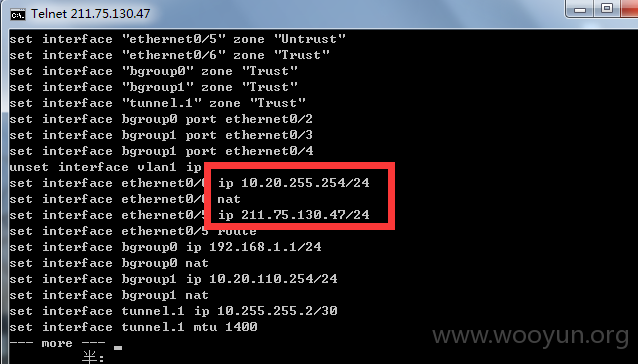 Telnet 211.75.130.47
set interface "ethernet0/5" zone "Untrust"
set interface "ethernet0/6" zone "Trust"
set interface "bgroup0" zone "Trust"
set interface "bgroup1" zone "Trust"
set interface "tunnel.1" zone "Trust"
set interface bgroup0 port ethernet0/2
set interface bgroup1 port ethernet0/3
set interface bgroup1 port ethernet0/4
unset interface vlan1 ip
set interface ethernet0/ ip 10.20.255.254/24
set interface ethernet0/ nat
set interface ethernet0/5 ip 211.75.130.47/24
set interface ethernet0/5 route
set interface bgroup0 ip 192.168.1.1/24
set interface bgroup0 nat
set interface bgroup1 ip 10.20.110.254/24
set interface bgroup1 nat
set interface tunnel.1 ip 10.255.255.2/30
set interface tunnel.1 mtu 1400
--- more ---
半:
www.wooyun.org